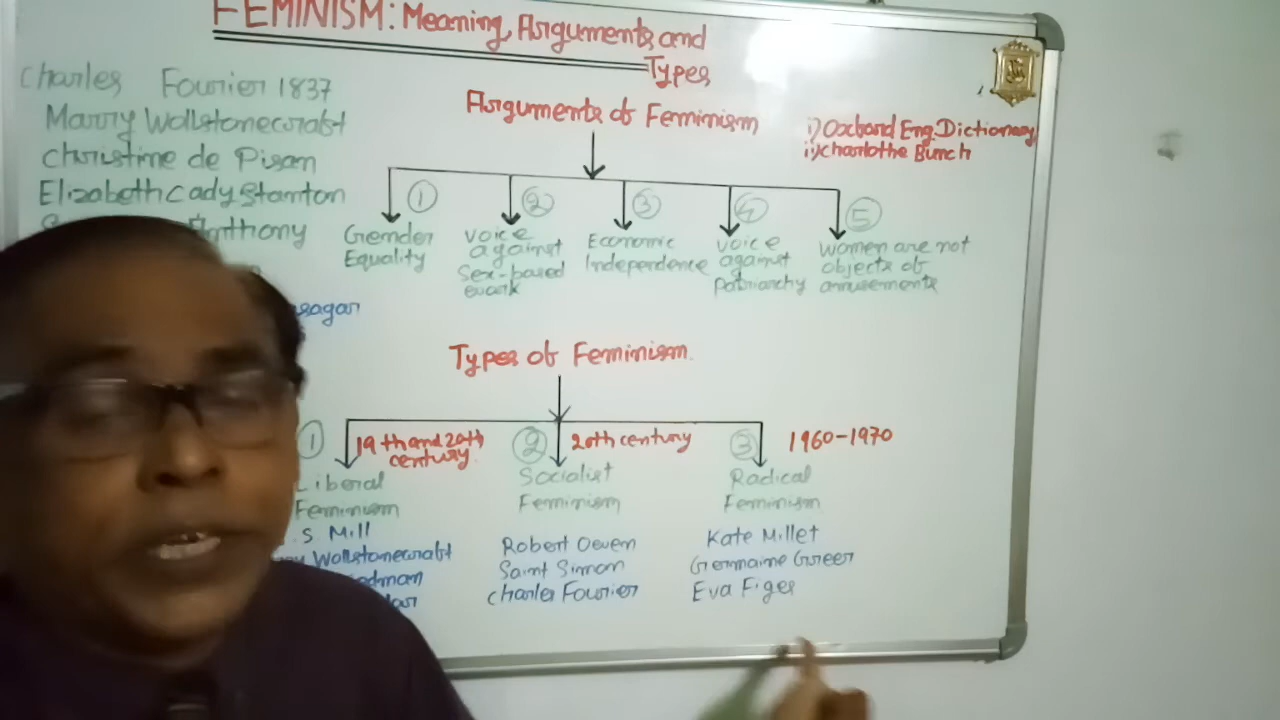 FEMINISM: Meaning, Arguments and
Types
Charles Fourier 1837
Marry Wollstonecraft
Christine de Pisan
Elizabeth Cady Stanton
Anthony
Arguments of Feminism
i) Oxford Eng. Dictionary
ii) Charlothe Bunch
① Gender
Equality
② voice
against
Sex-based
work
③ Economic
Independence
④ voice
against
patriarchy
⑤ women are not
objects of
amusements
Types of Feminism
① 19th and 20th
century
Liberal
Feminism
S Mill
Wollstonecraft
② 20th century
Socialist
Feminism
Robert Owen
Saint Simon
Charles Fourier
③ 1960-1970
Radical
Feminism
Kate Millet
Germaine Greer
Eva Figes